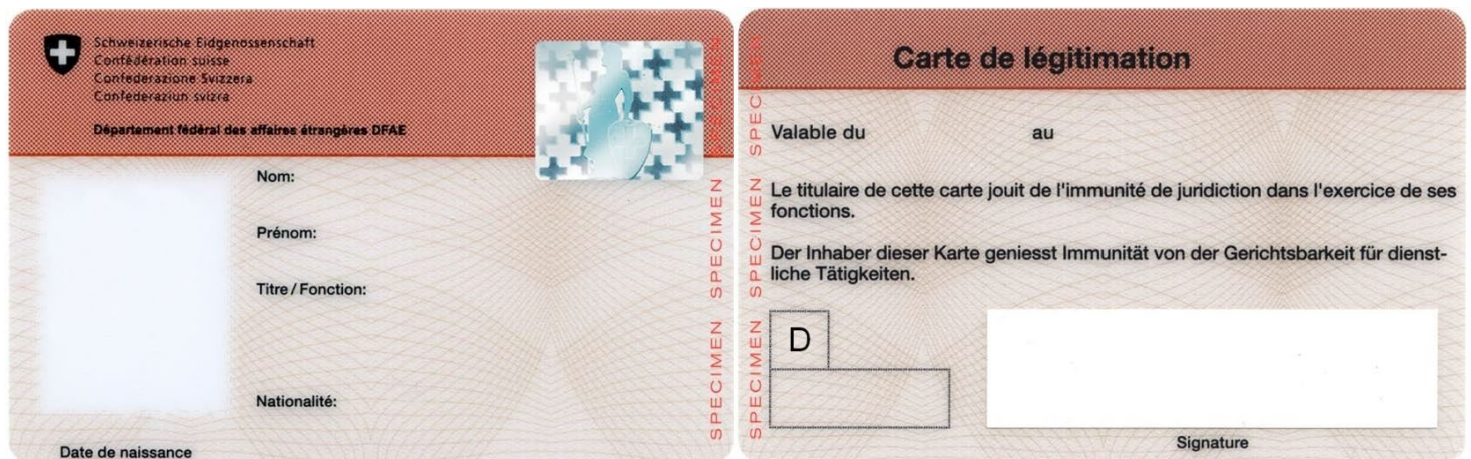 Schweizerische Eidgenossenschaft
Confédération suisse
Confederazione Svizzera
Confederaziun svizra
Département fédéral des affaires étrangères DFAE
Nom:
Prénom:
Titre / Fonction:
Nationalité:
Date de naissance
SPECIMEN SPECIMEN SPECIMEN
Carte de légitimation
Valable du au
Le titulaire de cette carte jouit de l'immunité de juridiction dans l'exercice de ses
fonctions.
Der Inhaber dieser Karte geniesst Immunität von der Gerichtsbarkeit für dienst-
liche Tätigkeiten.
D
Signature
SPECIMEN SPECIMEN SPECIMEN